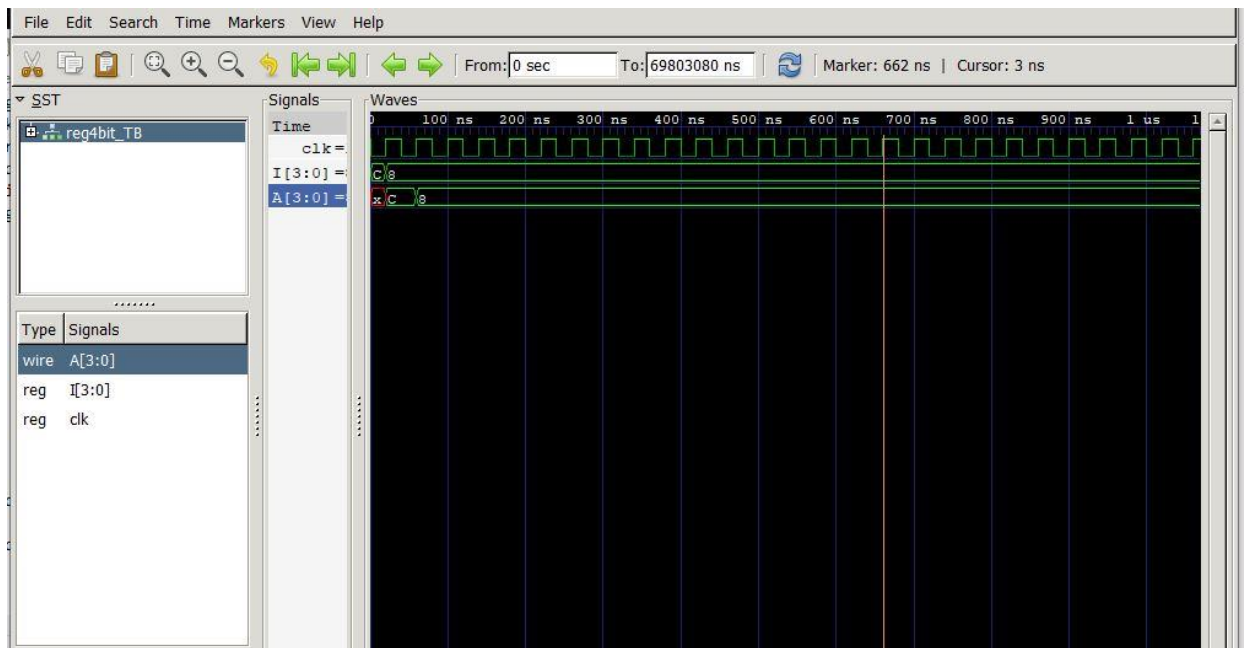 File Edit Search Time Markers View Help
From: 0 sec To: 69803080 ns Marker: 662 ns | Cursor: 3 ns
SST
reg4bit_TB
Type Signals
wire A[3:0]
reg I[3:0]
reg clk
Signals
Time
clk=
I[3:0] =
A[3:0] =
Waves
100 ns 200 ns 300 ns 400 ns 500 ns 600 ns 700 ns 800 ns 900 ns 1 us 1
C 8
x C 8